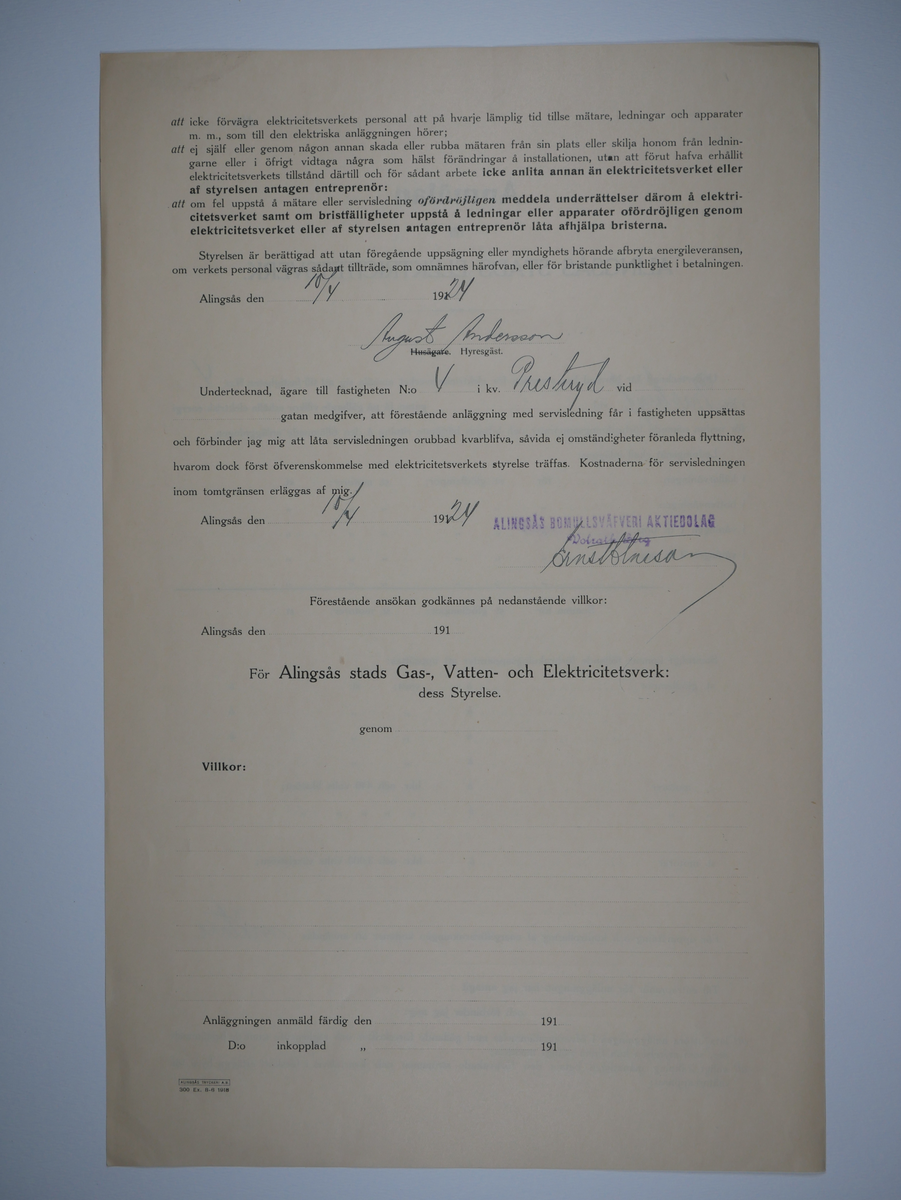 att icke förvägra elektricitetsverkets personal att på hvarje lämplig tid tillse mätare, ledningar och apparater
m. m., som till den elektriska anläggningen hörer;
att ej själf eller genom någon annan skada eller rubba mätaren från sin plats eller skilja honom från lednin-
garne eller i öfrigt vidtaga några som hälst förändringar å installationen, utan att förut hafva erhållit
elektricitetsverkets tillstånd därtill och för sådant arbete icke anlita annan än elektricitetsverket eller
af styrelsen antagen entreprenör:
att om fel uppstå å mätare eller servisledning ofördröjligen meddela underrättelser därom å elektri-
citetsverket samt om bristfälligheter uppstå å ledningar eller apparater ofördröjligen genom
elektricitetsverket eller af styrelsen antagen entreprenör låta afhjälpa bristerna.
Styrelsen är berättigad att utan föregående uppsägning eller myndighets hörande afbryta energileveransen,
om verkets personal vägras sådant tillträde, som omnämnes härofvan, eller för bristande punktlighet i betalningen.
Alingsås den 10/4 1924
August Andersson
Husägare. Hyresgäst.
Undertecknad, ägare till fastigheten N:o V i kv. Prestryd vid
gatan medgifver, att förestående anläggning med servisledning får i fastigheten uppsättas
och förbinder jag mig att låta servisledningen orubbad kvarblifva, såvida ej omständigheter föranleda flyttning,
hvarom dock först öfverenskommelse med elektricitetsverkets styrelse träffas. Kostnaderna för servisledningen
inom tomtgränsen erläggas af mig.
Alingsås den 10/4 1924
ALINGSÅS BOMULLSVÄFVERI AKTIEBOLAG
Förestående ansökan godkännes på nedanstående villkor:
Alingsås den 191
För Alingsås stads Gas-, Vatten- och Elektricitetsverk:
dess Styrelse.
genom
Villkor:
Anläggningen anmäld färdig den 191
D:o inkopplad „ 191
300 Ex. 1918